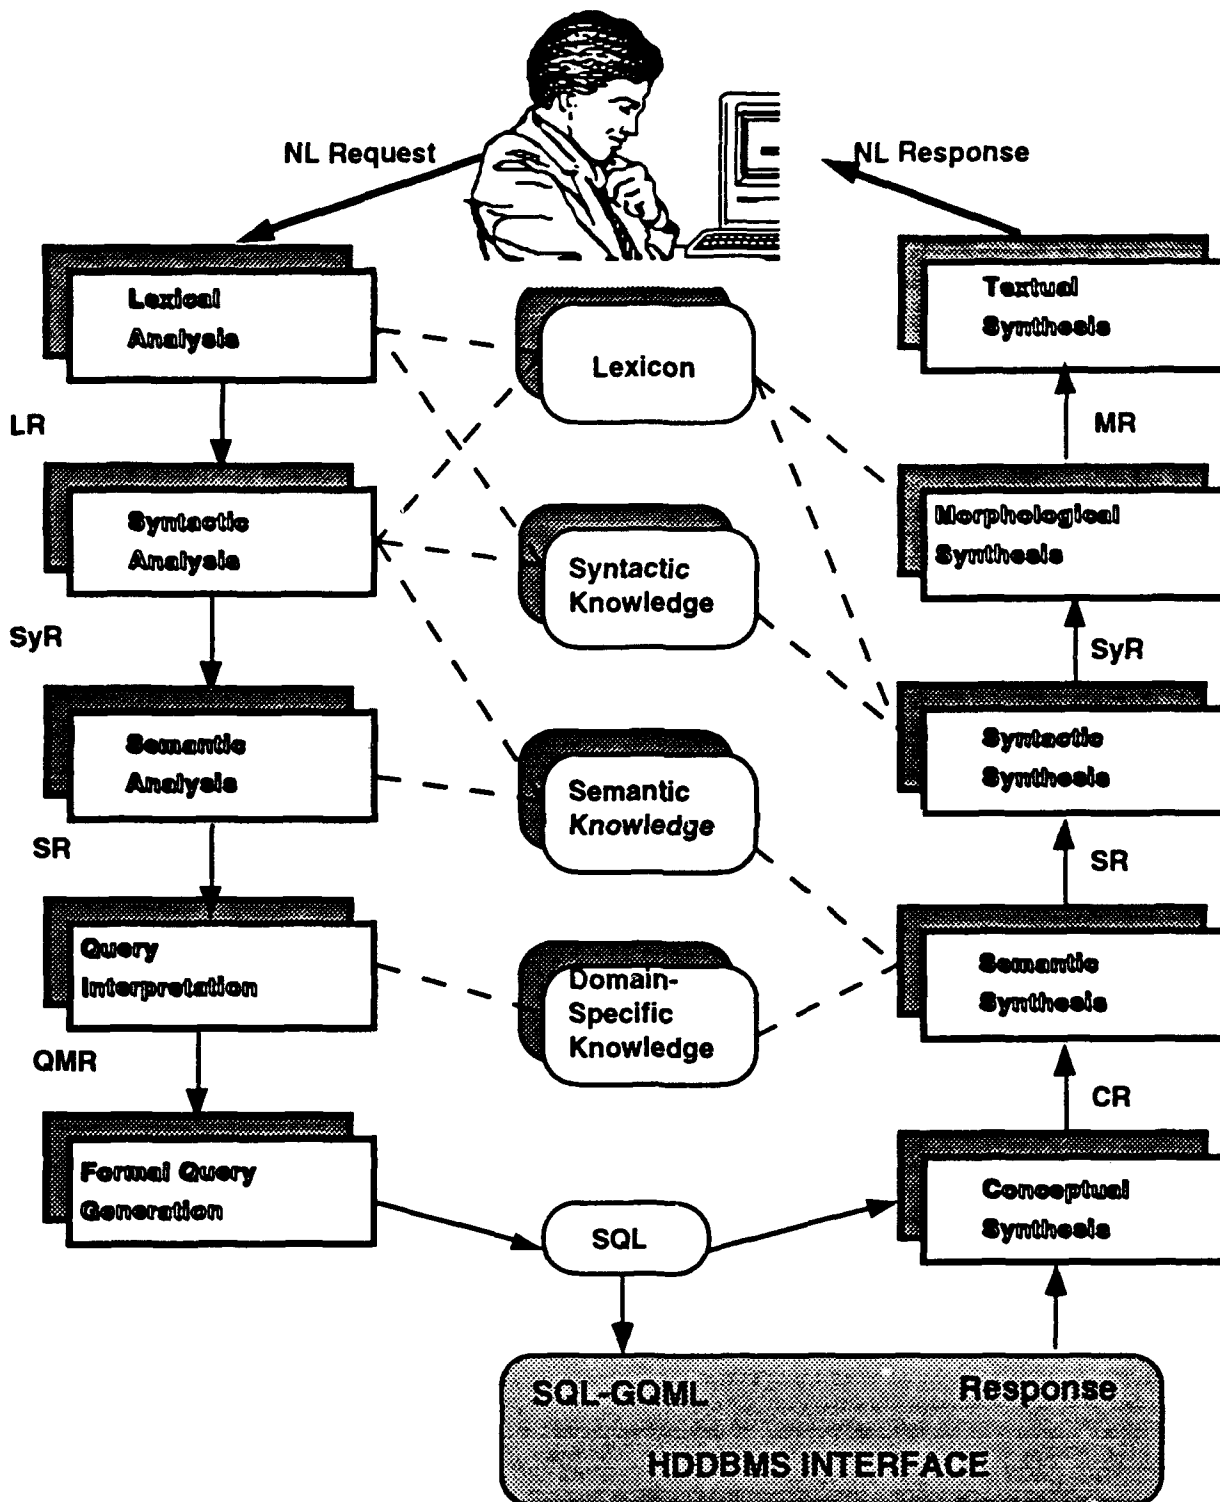 NL Request
NL Response
Lexical
Analysis
Lexicon
Textual
Synthesis
LR
MR
Syntactic
Analysis
Syntactic
Knowledge
Morphological
Synthesis
SyR
SyR
Semantic
Analysis
Semantic
Knowledge
Syntactic
Synthesis
SR
SR
Query
Interpretation
Domain-
Specific
Knowledge
Semantic
Synthesis
QMR
CR
Formal Query
Generation
SQL
Conceptual
Synthesis
SQL-GQML
Response
HDDBMS INTERFACE